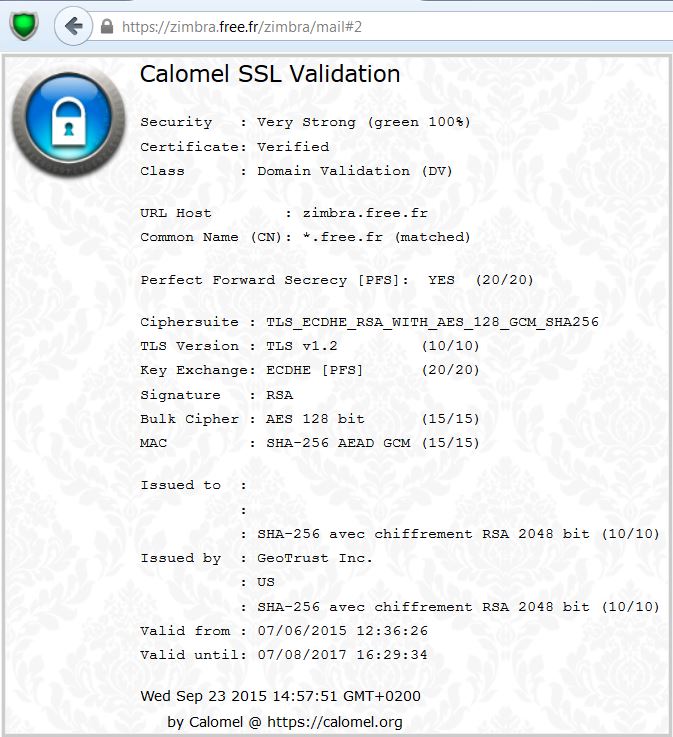 https://zimbra.free.fr/zimbra/mail#2
Calomel SSL Validation
Security   : Very Strong (green 100%)
Certificate: Verified
Class      : Domain Validation (DV)
URL Host        : zimbra.free.fr
Common Name (CN): *.free.fr (matched)
Perfect Forward Secrecy [PFS]:  YES  (20/20)
Ciphersuite : TLS_ECDHE_RSA_WITH_AES_128_GCM_SHA256
TLS Version : TLS v1.2         (10/10)
Key Exchange: ECDHE [PFS]      (20/20)
Signature   : RSA
Bulk Cipher : AES 128 bit      (15/15)
MAC         : SHA-256 AEAD GCM (15/15)
Issued to  :
:
: SHA-256 avec chiffrement RSA 2048 bit (10/10)
Issued by  : GeoTrust Inc.
: US
: SHA-256 avec chiffrement RSA 2048 bit (10/10)
Valid from : 07/06/2015 12:36:26
Valid until: 07/08/2017 16:29:34
Wed Sep 23 2015 14:57:51 GMT+0200
by Calomel @ https://calomel.org